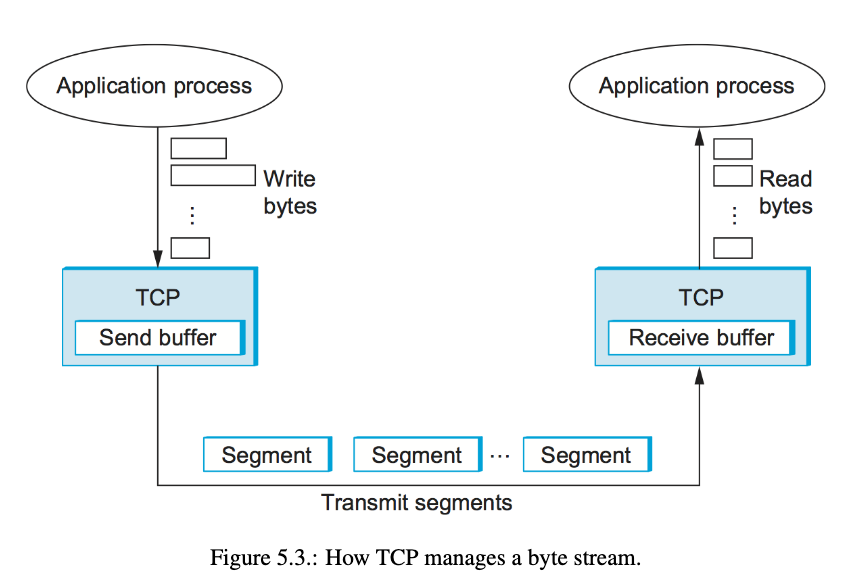 Application process
Application process
Write
bytes
⋮
Read
bytes
⋮
TCP
Send buffer
TCP
Receive buffer
Segment
Segment
...
Segment
Transmit segments
Figure 5.3.: How TCP manages a byte stream.